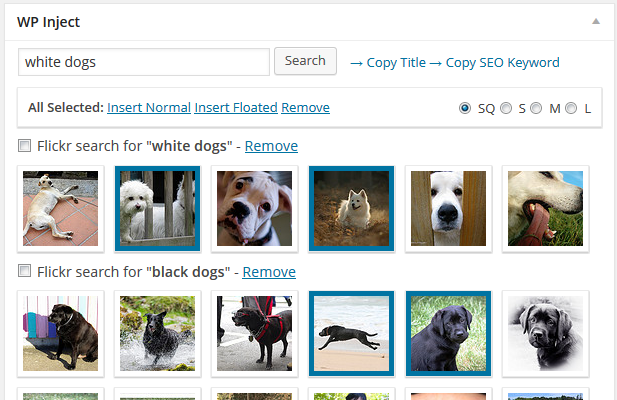 WP Inject
white dogs Search → Copy Title → Copy SEO Keyword
All Selected: Insert Normal Insert Floated Remove SQ S M L
Flickr search for "white dogs" - Remove
Flickr search for "black dogs" - Remove